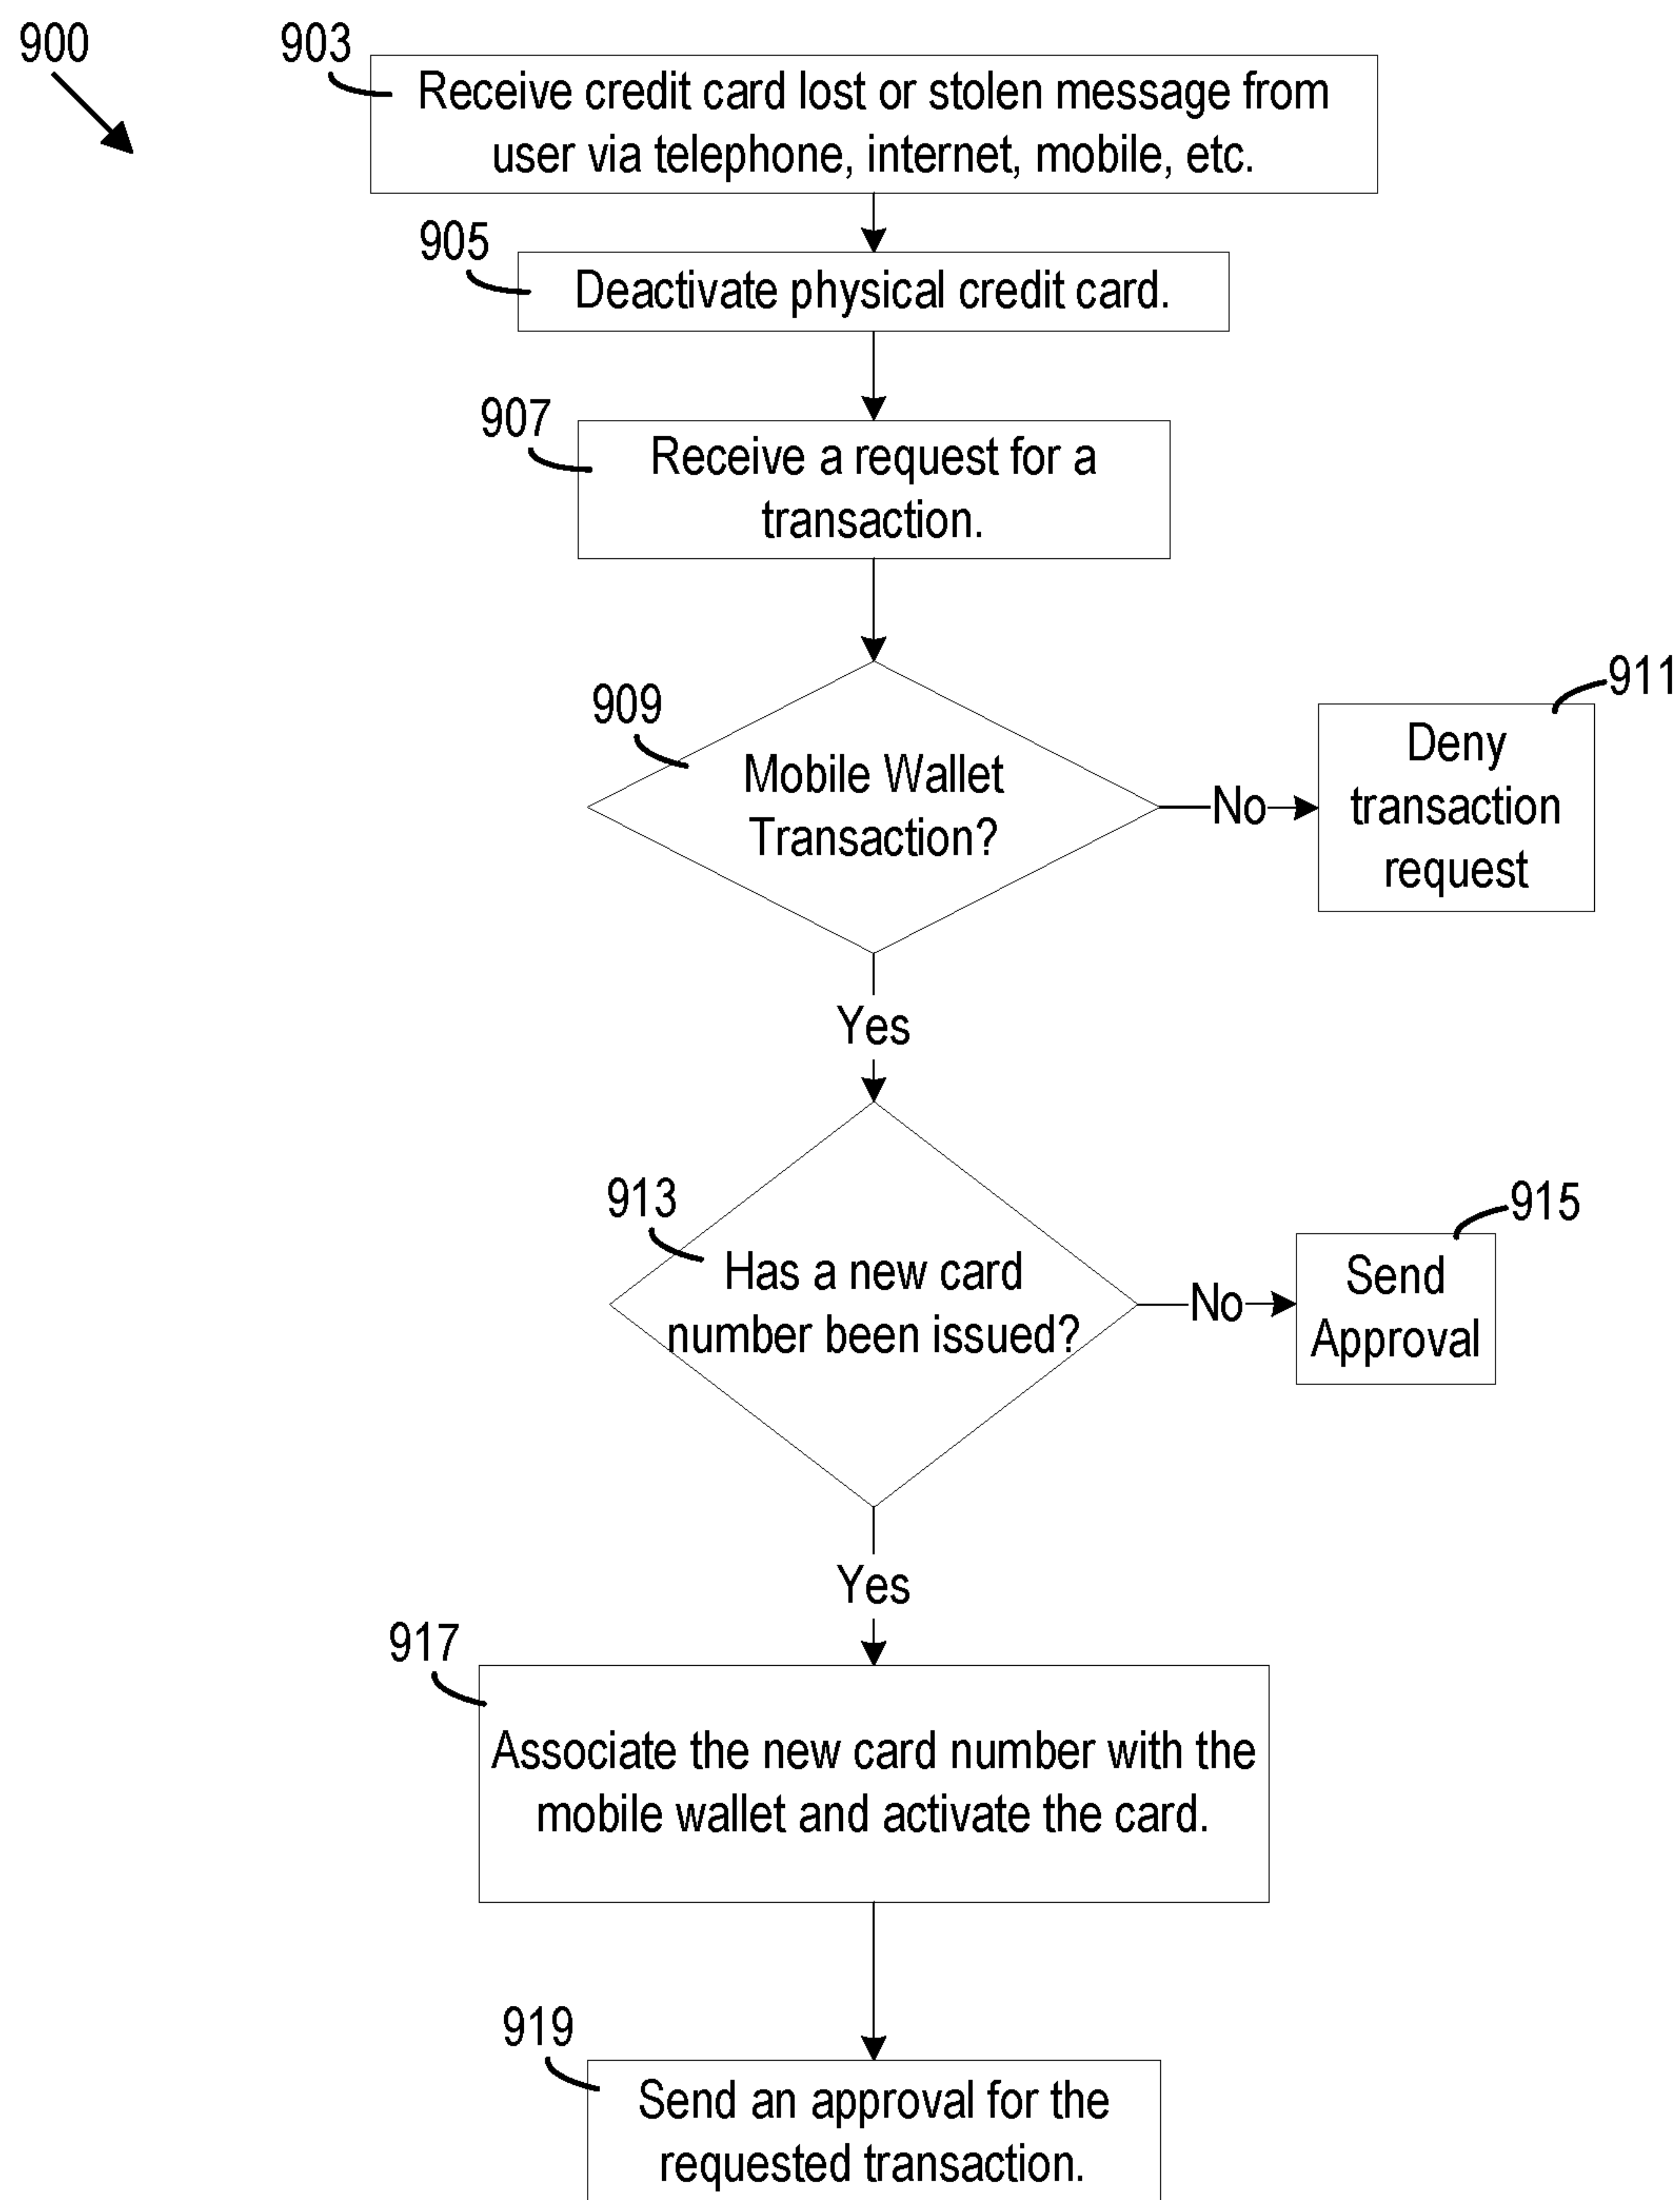 900
903
Receive credit card lost or stolen message from
user via telephone, internet, mobile, etc.
905
Deactivate physical credit card.
907
Receive a request for a
transaction.
909
Mobile Wallet
Transaction?
No
911
Deny
transaction
request
Yes
913
Has a new card
number been issued?
No
915
Send
Approval
Yes
917
Associate the new card number with the
mobile wallet and activate the card.
919
Send an approval for the
requested transaction.